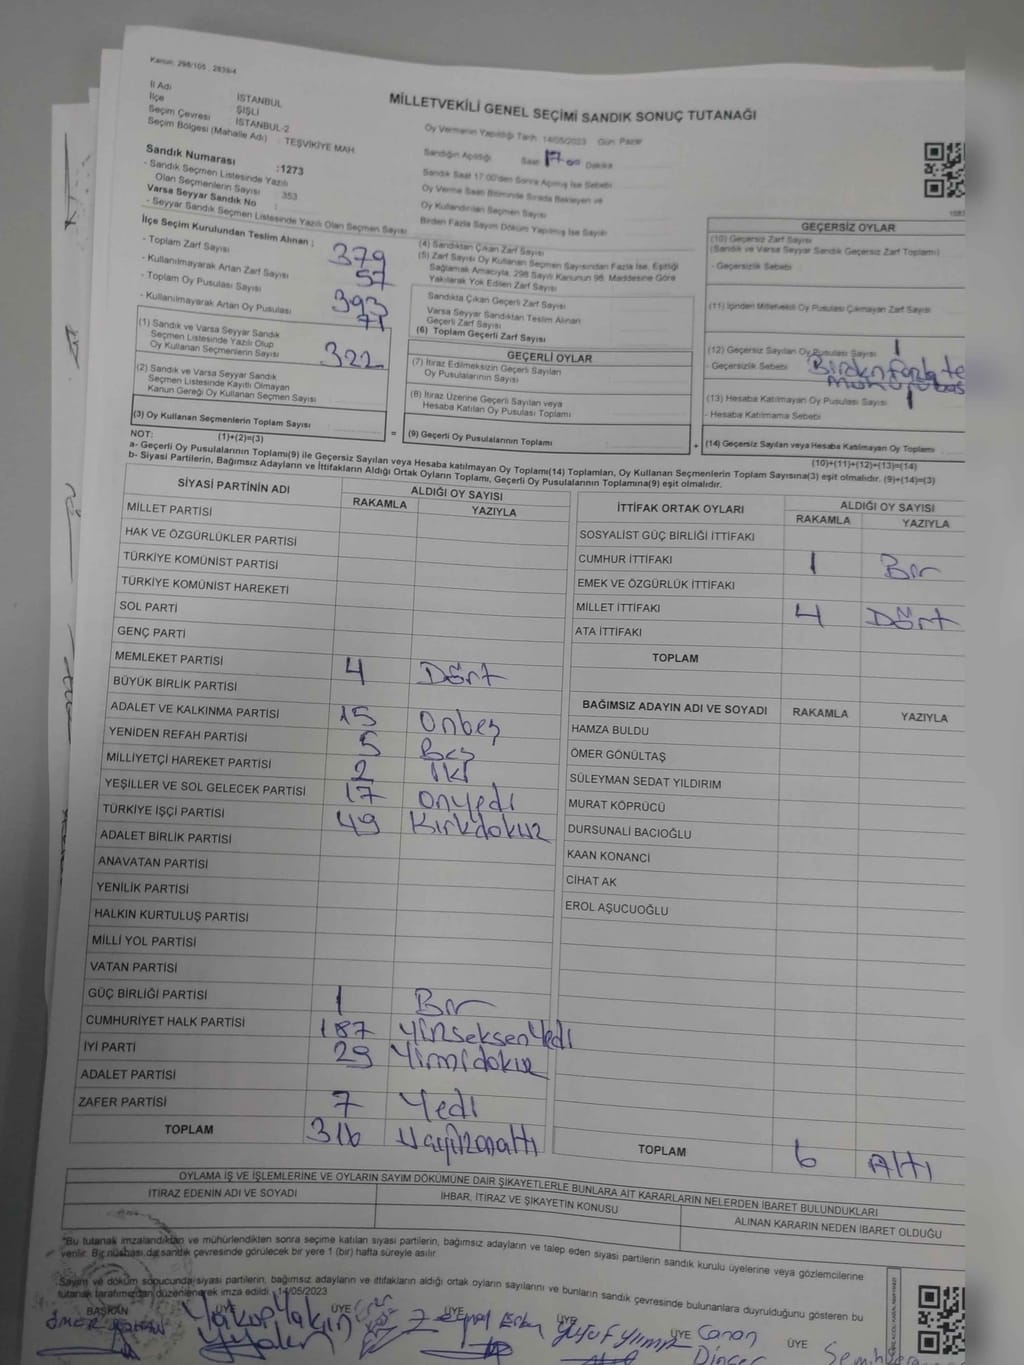 Kanun: 298/105 , 2839/4
MİLLETVEKİLİ GENEL SEÇİMİ SANDIK SONUÇ TUTANAĞI
İl Adı İSTANBUL
İlçe ŞİŞLİ
Seçim Çevresi : İSTANBUL-2
Seçim Bölgesi (Mahalle Adı) : TEŞVİKİYE MAH.
Sandık Numarası :1273
- Sandık Seçmen Listesinde Yazılı
Olan Seçmenlerin Sayısı : 353
Varsa Seyyar Sandık No :
- Seyyar Sandık Seçmen Listesinde Yazılı Olan Seçmen Sayısı
Oy Vermenin Yapıldığı Tarih: 14/05/2023 Gün: Pazar
Sandığın Açıldığı Saat 17 00 Dakika
Sandık Saat 17.00'den Sonra Açılmış İse Sebebi
Oy Verme Saati Bitiminde Sırada Bekleyen ve
Oy Kullandırılan Seçmen Sayısı
Birden Fazla Sayım Döküm Yapılmış İse Sayısı
İlçe Seçim Kurulundan Teslim Alınan :
- Toplam Zarf Sayısı 379
- Kullanılmayarak Artan Zarf Sayısı 57
- Toplam Oy Pusulası Sayısı 393
- Kullanılmayarak Artan Oy Pusulası 71
(1) Sandık ve Varsa Seyyar Sandık
Seçmen Listesinde Yazılı Olup
Oy Kullanan Seçmenlerin Sayısı 322
(2) Sandık ve Varsa Seyyar Sandık
Seçmen Listesinde Kayıtlı Olmayan
Kanun Gereği Oy Kullanan Seçmen Sayısı
(3) Oy Kullanan Seçmenlerin Toplam Sayısı
(1)+(2)=(3)
(4) Sandıktan Çıkan Zarf Sayısı
(5) Zarf Sayısı Oy Kullanan Seçmen Sayısından Fazla İse, Eşitliği
Sağlamak Amacıyla, 298 Sayılı Kanunun 98. Maddesine Göre
Yakılarak Yok Edilen Zarf Sayısı
Sandıkta Çıkan Geçerli Zarf Sayısı
Varsa Seyyar Sandıktan Teslim Alınan
Geçerli Zarf Sayısı
(6) Toplam Geçerli Zarf Sayısı
GEÇERLİ OYLAR
(7) İtiraz Edilmeksizin Geçerli Sayılan
Oy Pusulalarının Sayısı
(8) İtiraz Üzerine Geçerli Sayılan veya
Hesaba Katılan Oy Pusulası Toplamı
= (9) Geçerli Oy Pusulalarının Toplamı +
GEÇERSİZ OYLAR
(10) Geçersiz Zarf Sayısı
(Sandık ve Varsa Seyyar Sandık Geçersiz Zarf Toplamı)
- Geçersizlik Sebebi
(11) İçinden Milletvekili Oy Pusulası Çıkmayan Zarf Sayısı
(12) Geçersiz Sayılan Oy Pusulası Sayısı 1
- Geçersizlik Sebebi Birden fazla
(13) Hesaba Katılmayan Oy Pusulası Sayısı 1
- Hesaba Katılmama Sebebi
(14) Geçersiz Sayılan veya Hesaba Katılmayan Oy Toplamı
(10)+(11)+(12)+(13)=(14)
NOT:
a- Geçerli Oy Pusulalarının Toplamı(9) ile Geçersiz Sayılan veya Hesaba katılmayan Oy Toplamı(14) Toplamları, Oy Kullanan Seçmenlerin Toplam Sayısına(3) eşit olmalıdır. (9)+(14)=(3)
b- Siyasi Partilerin, Bağımsız Adayların ve İttifakların Aldığı Ortak Oyların Toplamı, Geçerli Oy Pusulalarının Toplamına(9) eşit olmalıdır.
SİYASİ PARTİNİN ADI ALDIĞI OY SAYISI
RAKAMLA YAZIYLA
MİLLET PARTİSİ
HAK VE ÖZGÜRLÜKLER PARTİSİ
TÜRKİYE KOMÜNİST PARTİSİ
TÜRKİYE KOMÜNİST HAREKETİ
SOL PARTİ
GENÇ PARTİ
MEMLEKET PARTİSİ 4 Dört
BÜYÜK BİRLİK PARTİSİ
ADALET VE KALKINMA PARTİSİ 15 Onbeş
YENİDEN REFAH PARTİSİ 5 Beş
MİLLİYETÇİ HAREKET PARTİSİ 2 İki
YEŞİLLER VE SOL GELECEK PARTİSİ 17 Onyedi
TÜRKİYE İŞÇİ PARTİSİ 49 Kırkdokuz
ADALET BİRLİK PARTİSİ
ANAVATAN PARTİSİ
YENİLİK PARTİSİ
HALKIN KURTULUŞ PARTİSİ
MİLLİ YOL PARTİSİ
VATAN PARTİSİ
GÜÇ BİRLİĞİ PARTİSİ 1 Bir
CUMHURİYET HALK PARTİSİ 187 Yüzseksenyedi
İYİ PARTİ 29 Yirmidokuz
ADALET PARTİSİ
ZAFER PARTİSİ 7 Yedi
TOPLAM 316 Üçyüzonaltı
İTTİFAK ORTAK OYLARI ALDIĞI OY SAYISI
RAKAMLA YAZIYLA
SOSYALİST GÜÇ BİRLİĞİ İTTİFAKI
CUMHUR İTTİFAKI 1 Bir
EMEK VE ÖZGÜRLÜK İTTİFAKI
MİLLET İTTİFAKI 4 Dört
ATA İTTİFAKI
TOPLAM
BAĞIMSIZ ADAYIN ADI VE SOYADI RAKAMLA YAZIYLA
HAMZA BULDU
ÖMER GÖNÜLTAŞ
SÜLEYMAN SEDAT YILDIRIM
MURAT KÖPRÜCÜ
DURSUNALİ BACIOĞLU
KAAN KONANCİ
CİHAT AK
EROL AŞUCUOĞLU
TOPLAM 6 Altı
OYLAMA İŞ VE İŞLEMLERİNE VE OYLARIN SAYIM DÖKÜMÜNE DAİR ŞİKAYETLERLE BUNLARA AİT KARARLARIN NELERDEN İBARET BULUNDUKLARI
İTİRAZ EDENİN ADI VE SOYADI İHBAR, İTİRAZ VE ŞİKAYETİN KONUSU ALINAN KARARIN NEDEN İBARET OLDUĞU
*Bu tutanak imzalandıktan ve mühürlendikten sonra seçime katılan siyasi partilerin, bağımsız adayların ve talep eden siyasi partilerin sandık kurulu üyelerine veya gözlemcilerine
verilir. Bir nüshası da sandık çevresinde görülecek bir yere 1 (bir) hafta süreyle asılır.
Sayım ve döküm sonucunda siyasi partilerin, bağımsız adayların ve ittifakların aldığı ortak oyların sayılarını ve bunların sandık çevresinde bulunanlara duyrulduğunu gösteren bu
tutanak tarafımızdan düzenlenerek imza edildi. 14/05/2023
BAŞKAN ÜYE ÜYE ÜYE ÜYE ÜYE ÜYE
ÖMER Yakup Yakın Yusuf Canan
Dinçer